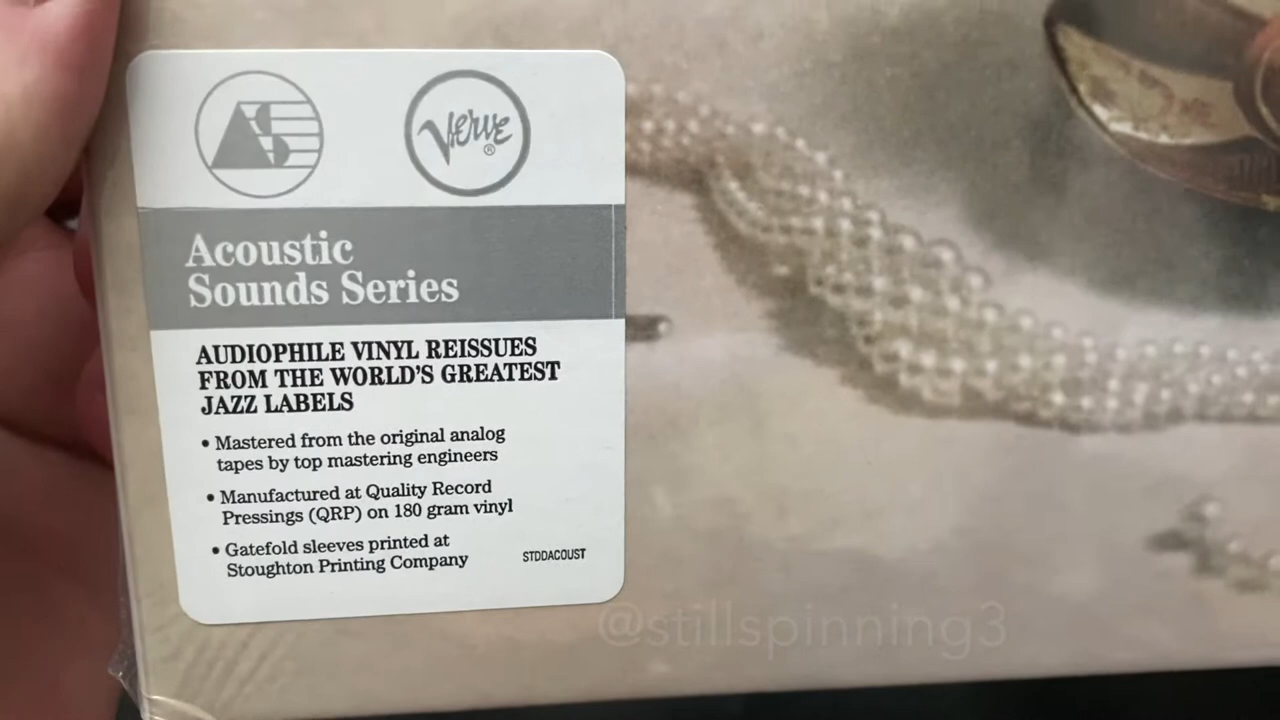 AS
Verve®
Acoustic
Sounds Series
AUDIOPHILE VINYL REISSUES
FROM THE WORLD'S GREATEST
JAZZ LABELS
• Mastered from the original analog
tapes by top mastering engineers
• Manufactured at Quality Record
Pressings (QRP) on 180 gram vinyl
• Gatefold sleeves printed at
Stoughton Printing Company
STDDACOUST
@stillspinning3